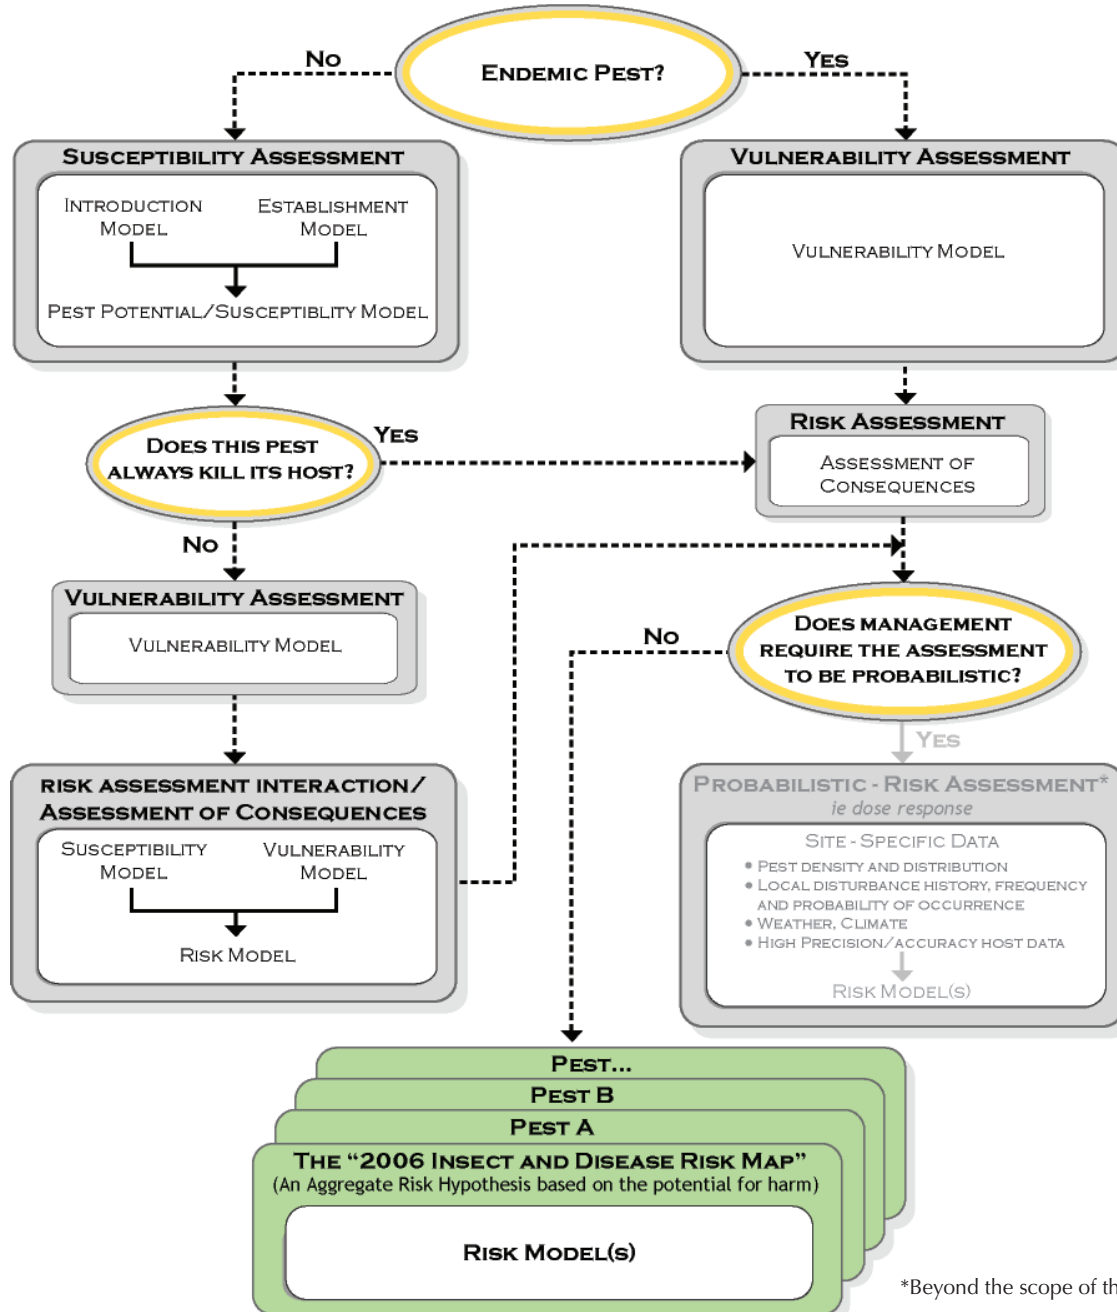 No
Endemic Pest?
Yes
Susceptibility Assessment
Introduction
Model
Establishment
Model
Pest Potential/Susceptiblity Model
Vulnerability Assessment
Vulnerability Model
Does this pest
always kill its host?
Yes
No
Risk Assessment
Assessment of
Consequences
Vulnerability Assessment
Vulnerability Model
No
Does management
require the assessment
to be probabilistic?
Yes
risk assessment interaction/
Assessment of Consequences
Susceptibility
Model
Vulnerability
Model
Risk Model
Probabilistic - Risk Assessment*
ie dose response
Site - Specific Data
• Pest density and distribution
• Local disturbance history, frequency
and probability of occurrence
• Weather, Climate
• High Precision/accuracy host data
Risk Model(s)
Pest...
Pest B
Pest A
The “2006 Insect and Disease Risk Map”
(An Aggregate Risk Hypothesis based on the potential for harm)
Risk Model(s)
*Beyond the scope of th